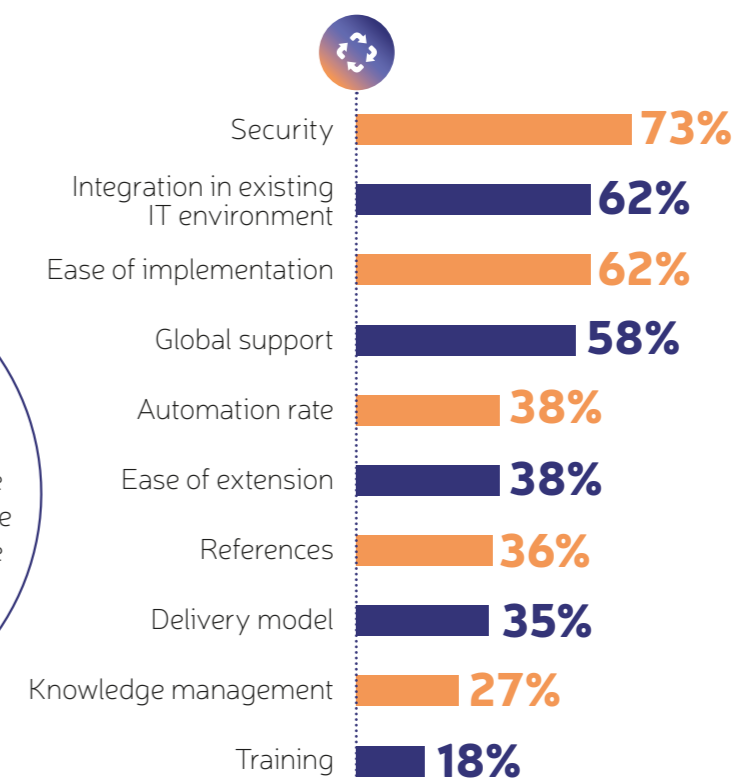 Security 73%
Integration in existing
IT environment 62%
Ease of implementation 62%
Global support 58%
Automation rate 38%
Ease of extension 38%
References 36%
Delivery model 35%
Knowledge management 27%
Training 18%